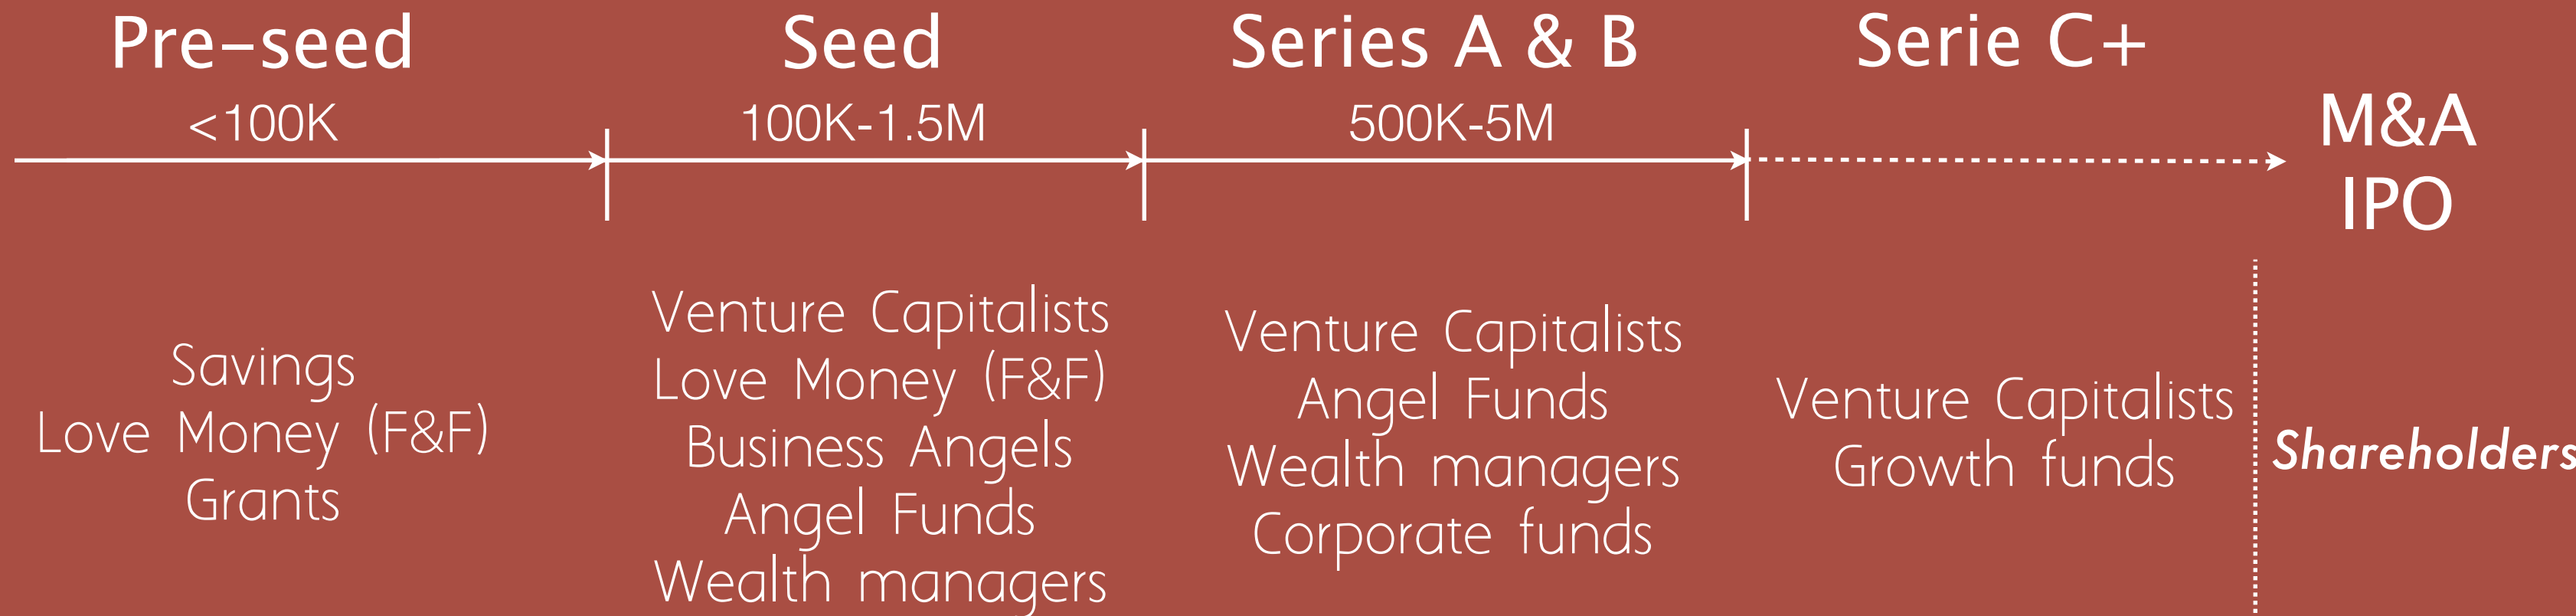 Pre-seed
<100K
Seed
100K-1.5M
Series A & B
500K-5M
Serie C+
M&A
IPO
Savings
Love Money (F&F)
Grants
Venture Capitalists
Love Money (F&F)
Business Angels
Angel Funds
Wealth managers
Venture Capitalists
Angel Funds
Wealth managers
Corporate funds
Venture Capitalists
Growth funds
Shareholders